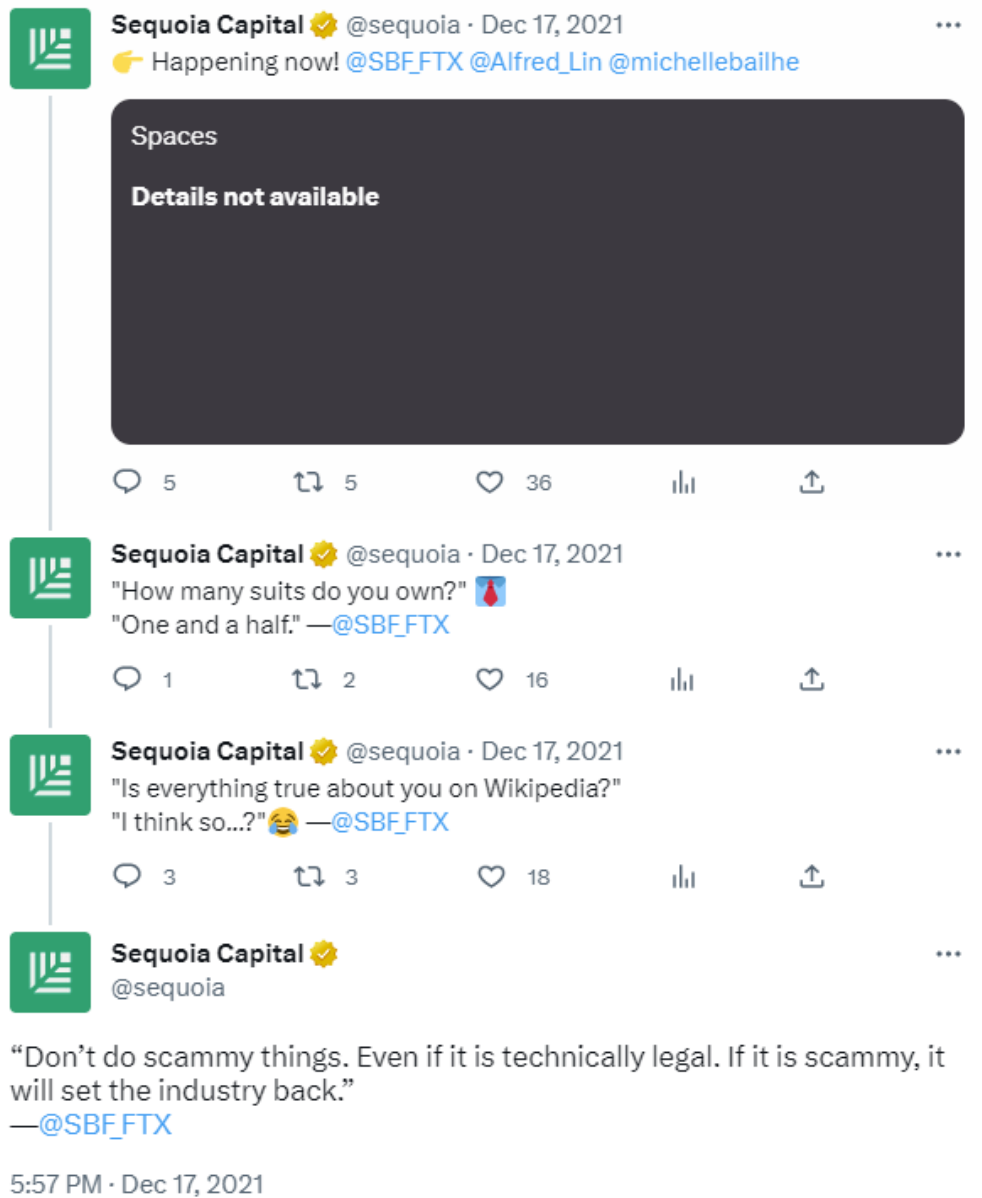 Sequoia Capital @sequoia · Dec 17, 2021
👉 Happening now! @SBF_FTX @Alfred_Lin @michellebailhe
Spaces
Details not available
5 5 36
Sequoia Capital @sequoia · Dec 17, 2021
"How many suits do you own?" 👔
"One and a half." —@SBF_FTX
1 2 16
Sequoia Capital @sequoia · Dec 17, 2021
"Is everything true about you on Wikipedia?"
"I think so...?"😂 —@SBF_FTX
3 3 18
Sequoia Capital
@sequoia
“Don’t do scammy things. Even if it is technically legal. If it is scammy, it
will set the industry back.”
—@SBF_FTX
5:57 PM · Dec 17, 2021